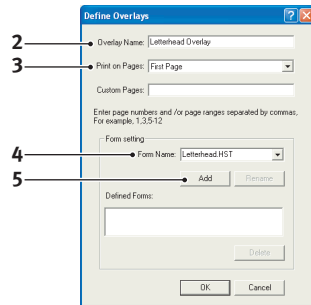 Define Overlays
2 Overlay Name: Letterhead Overlay
3 Print on Pages: First Page
Custom Pages:
Enter page numbers and /or page ranges separated by commas,
For example, 1,3,5-12
Form setting
4 Form Name: Letterhead.HST
5 Add Rename
Defined Forms:
Delete
OK Cancel